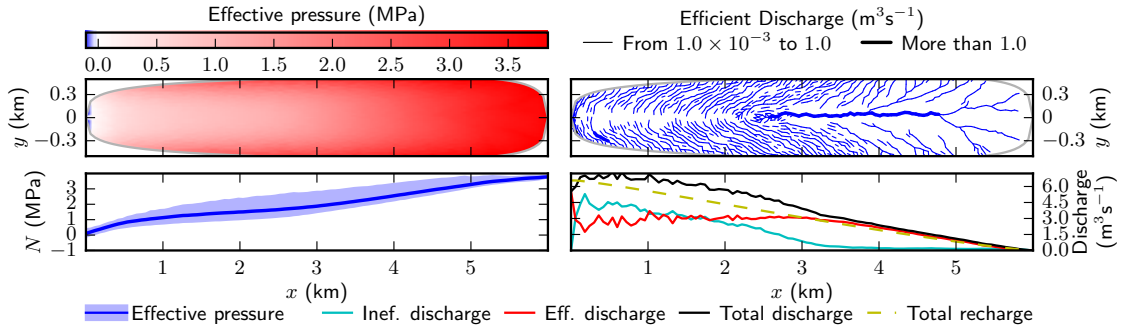 Effective pressure (MPa)
Efficient Discharge (m³s⁻¹)
From 1.0 × 10⁻³ to 1.0
More than 1.0
0.0 0.5 1.0 1.5 2.0 2.5 3.0 3.5
y (km)
0.3
0
−0.3
0.3
0
−0.3
y (km)
N (MPa)
3
2
1
0
−1
6.0
4.5
3.0
1.5
0.0
Discharge
(m³s⁻¹)
1 2 3 4 5
1 2 3 4 5
x (km)
x (km)
Effective pressure Inef. discharge Eff. discharge Total discharge Total recharge